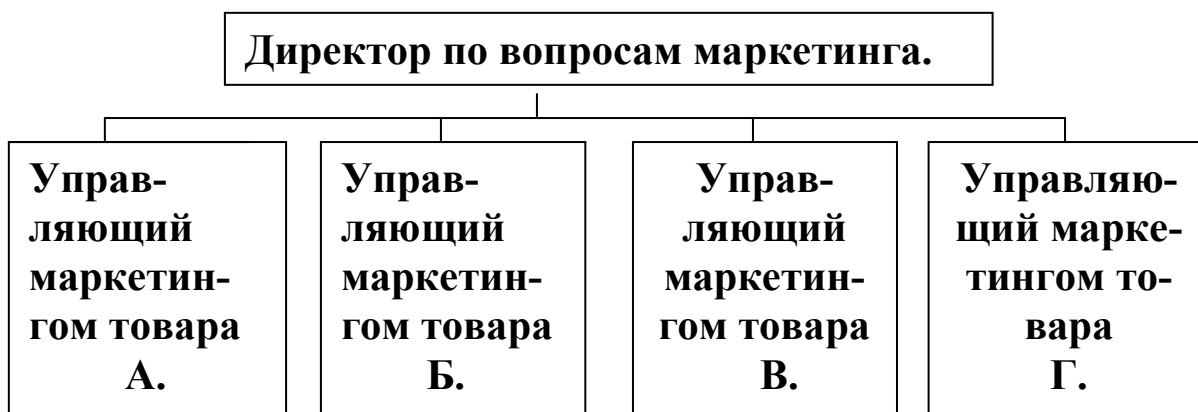 Директор по вопросам маркетинга.
Управ-
ляющий
маркетин-
гом товара
А.
Управ-
ляющий
маркетин-
гом товара
Б.
Управ-
ляющий
маркетин-
гом товара
В.
Управляю-
щий марке-
тингом то-
вара
Г.